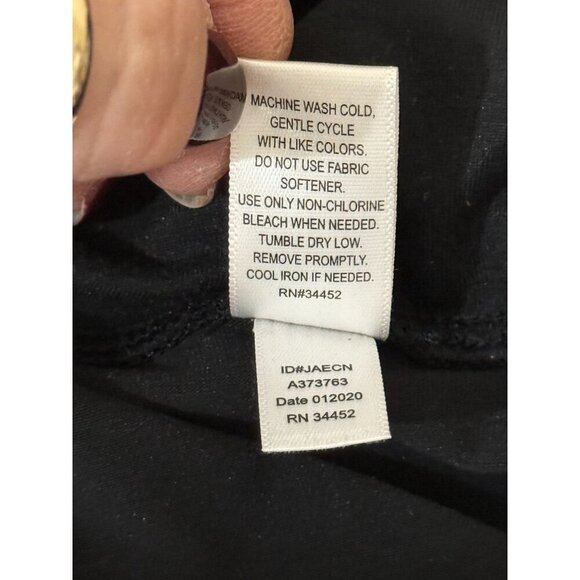 MACHINE WASH COLD,
GENTLE CYCLE
WITH LIKE COLORS.
DO NOT USE FABRIC
SOFTENER.
USE ONLY NON-CHLORINE
BLEACH WHEN NEEDED.
TUMBLE DRY LOW.
REMOVE PROMPTLY.
COOL IRON IF NEEDED.
RN#34452
ID#JAECN
A373763
Date 012020
RN 34452